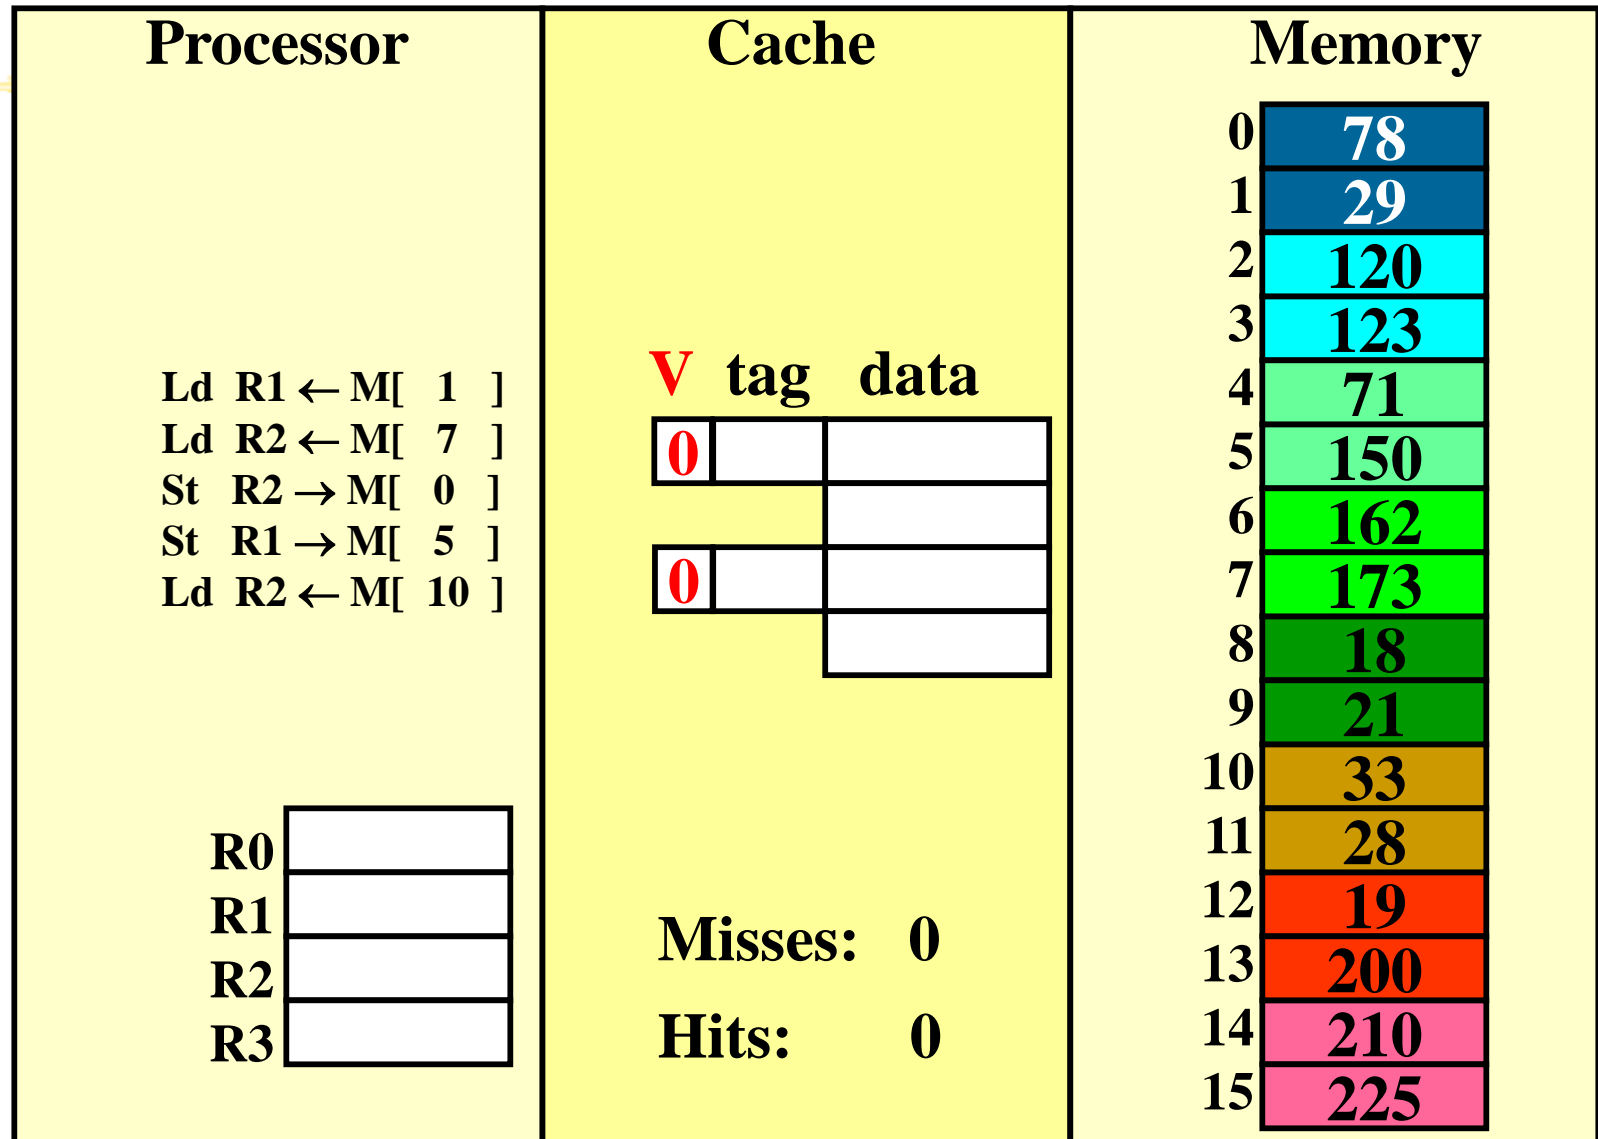 Processor
Ld R1 ← M[ 1 ]
Ld R2 ← M[ 7 ]
St R2 → M[ 0 ]
St R1 → M[ 5 ]
Ld R2 ← M[ 10 ]
R0
R1
R2
R3
Cache
V tag data
0
0
Misses: 0
Hits: 0
Memory
0 78
1 29
2 120
3 123
4 71
5 150
6 162
7 173
8 18
9 21
10 33
11 28
12 19
13 200
14 210
15 225